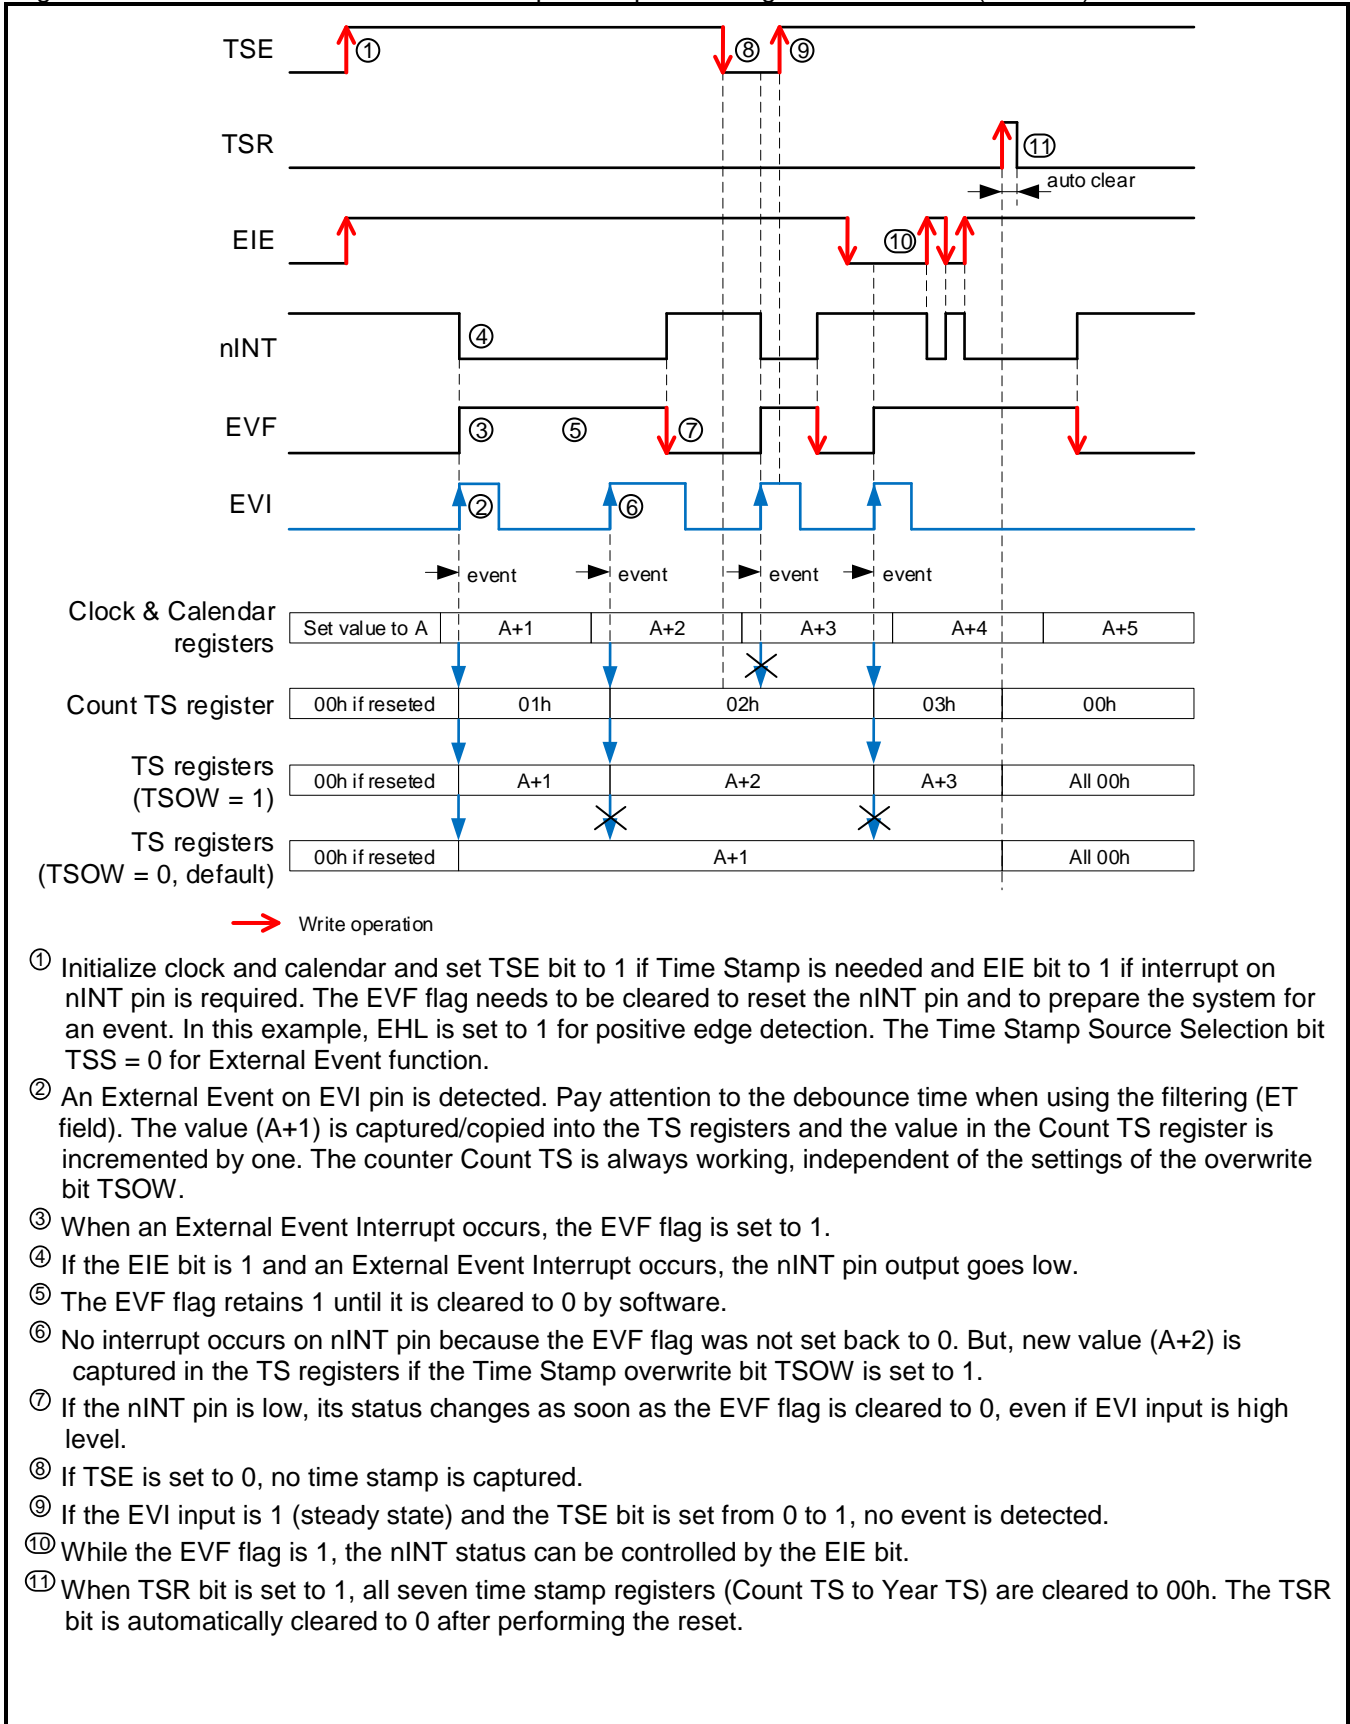 TSE
① ⑧ ⑨
TSR
⑪
auto clear
EIE
⑩
nINT
④
EVF
③ ⑤ ⑦
EVI
② ⑥
event event event event
Clock & Calendar
registers
Set value to A A+1 A+2 A+3 A+4 A+5
Count TS register 00h if reseted 01h 02h 03h 00h
TS registers
(TSOW = 1)
00h if reseted A+1 A+2 A+3 All 00h
TS registers
(TSOW = 0, default)
00h if reseted A+1 All 00h
Write operation
① Initialize clock and calendar and set TSE bit to 1 if Time Stamp is needed and EIE bit to 1 if interrupt on
nINT pin is required. The EVF flag needs to be cleared to reset the nINT pin and to prepare the system for
an event. In this example, EHL is set to 1 for positive edge detection. The Time Stamp Source Selection bit
TSS = 0 for External Event function.
② An External Event on EVI pin is detected. Pay attention to the debounce time when using the filtering (ET
field). The value (A+1) is captured/copied into the TS registers and the value in the Count TS register is
incremented by one. The counter Count TS is always working, independent of the settings of the overwrite
bit TSOW.
③ When an External Event Interrupt occurs, the EVF flag is set to 1.
④ If the EIE bit is 1 and an External Event Interrupt occurs, the nINT pin output goes low.
⑤ The EVF flag retains 1 until it is cleared to 0 by software.
⑥ No interrupt occurs on nINT pin because the EVF flag was not set back to 0. But, new value (A+2) is
captured in the TS registers if the Time Stamp overwrite bit TSOW is set to 1.
⑦ If the nINT pin is low, its status changes as soon as the EVF flag is cleared to 0, even if EVI input is high
level.
⑧ If TSE is set to 0, no time stamp is captured.
⑨ If the EVI input is 1 (steady state) and the TSE bit is set from 0 to 1, no event is detected.
⑩ While the EVF flag is 1, the nINT status can be controlled by the EIE bit.
⑪ When TSR bit is set to 1, all seven time stamp registers (Count TS to Year TS) are cleared to 00h. The TSR
bit is automatically cleared to 0 after performing the reset.